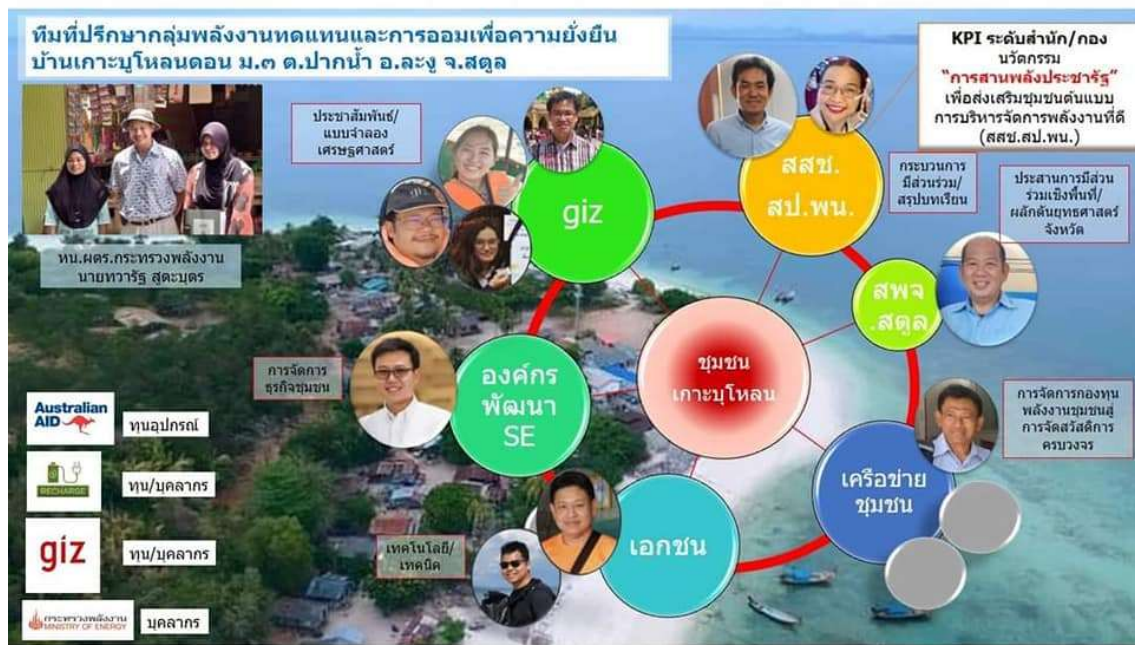 ทีมที่ปรึกษากลุ่มพลังงานทดแทนและการออมเพื่อความยั่งยืน
บ้านเกาะบูโหลนดอน ม.๓ ต.ปากน้ำ อ.ละงู จ.สตูล
KPI ระดับสำนัก/กอง
นวัตกรรม
"การสานพลังประชารัฐ"
เพื่อส่งเสริมชุมชนต้นแบบ
การบริหารจัดการพลังงานที่ดี
(สสช.สป.พน.)
ประชาสัมพันธ์/
แบบจำลอง
เศรษฐศาสตร์
giz
สสช.
สป.พน.
กระบวนการ
มีส่วนร่วม/
สรุปบทเรียน
ประสานการมีส่วน
ร่วมเชิงพื้นที่/
ผลักดันยุทธศาสตร์
จังหวัด
หน.ผตร.กระทรวงพลังงาน
นายทวารัฐ สูตะบุตร
สพจ
.สตูล
ชุมชน
เกาะบุโหลน
การจัดการ
ธุรกิจชุมชน
องค์กร
พัฒนา
SE
การจัดการกองทุน
พลังงานชุมชนสู่
การจัดสวัสดิการ
ครบวงจร
เครือข่าย
ชุมชน
เอกชน
เทคโนโลยี/
เทคนิค
Australian
AID
ทุนอุปกรณ์
RECHARGE
ทุน/บุคลากร
giz
ทุน/บุคลากร
กระทรวงพลังงาน
MINISTRY OF ENERGY
บุคลากร